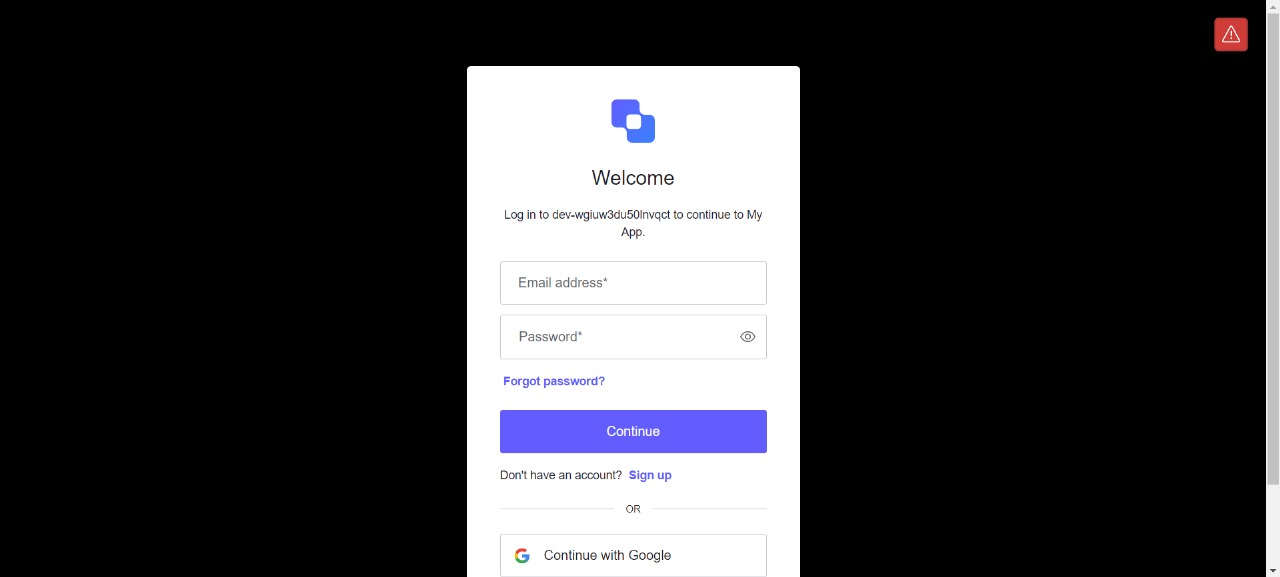 Welcome
Log in to dev-wgiuw3du50lnvqct to continue to My
App.
Email address*
Password*
Forgot password?
Continue
Don't have an account? Sign up
OR
Continue with Google